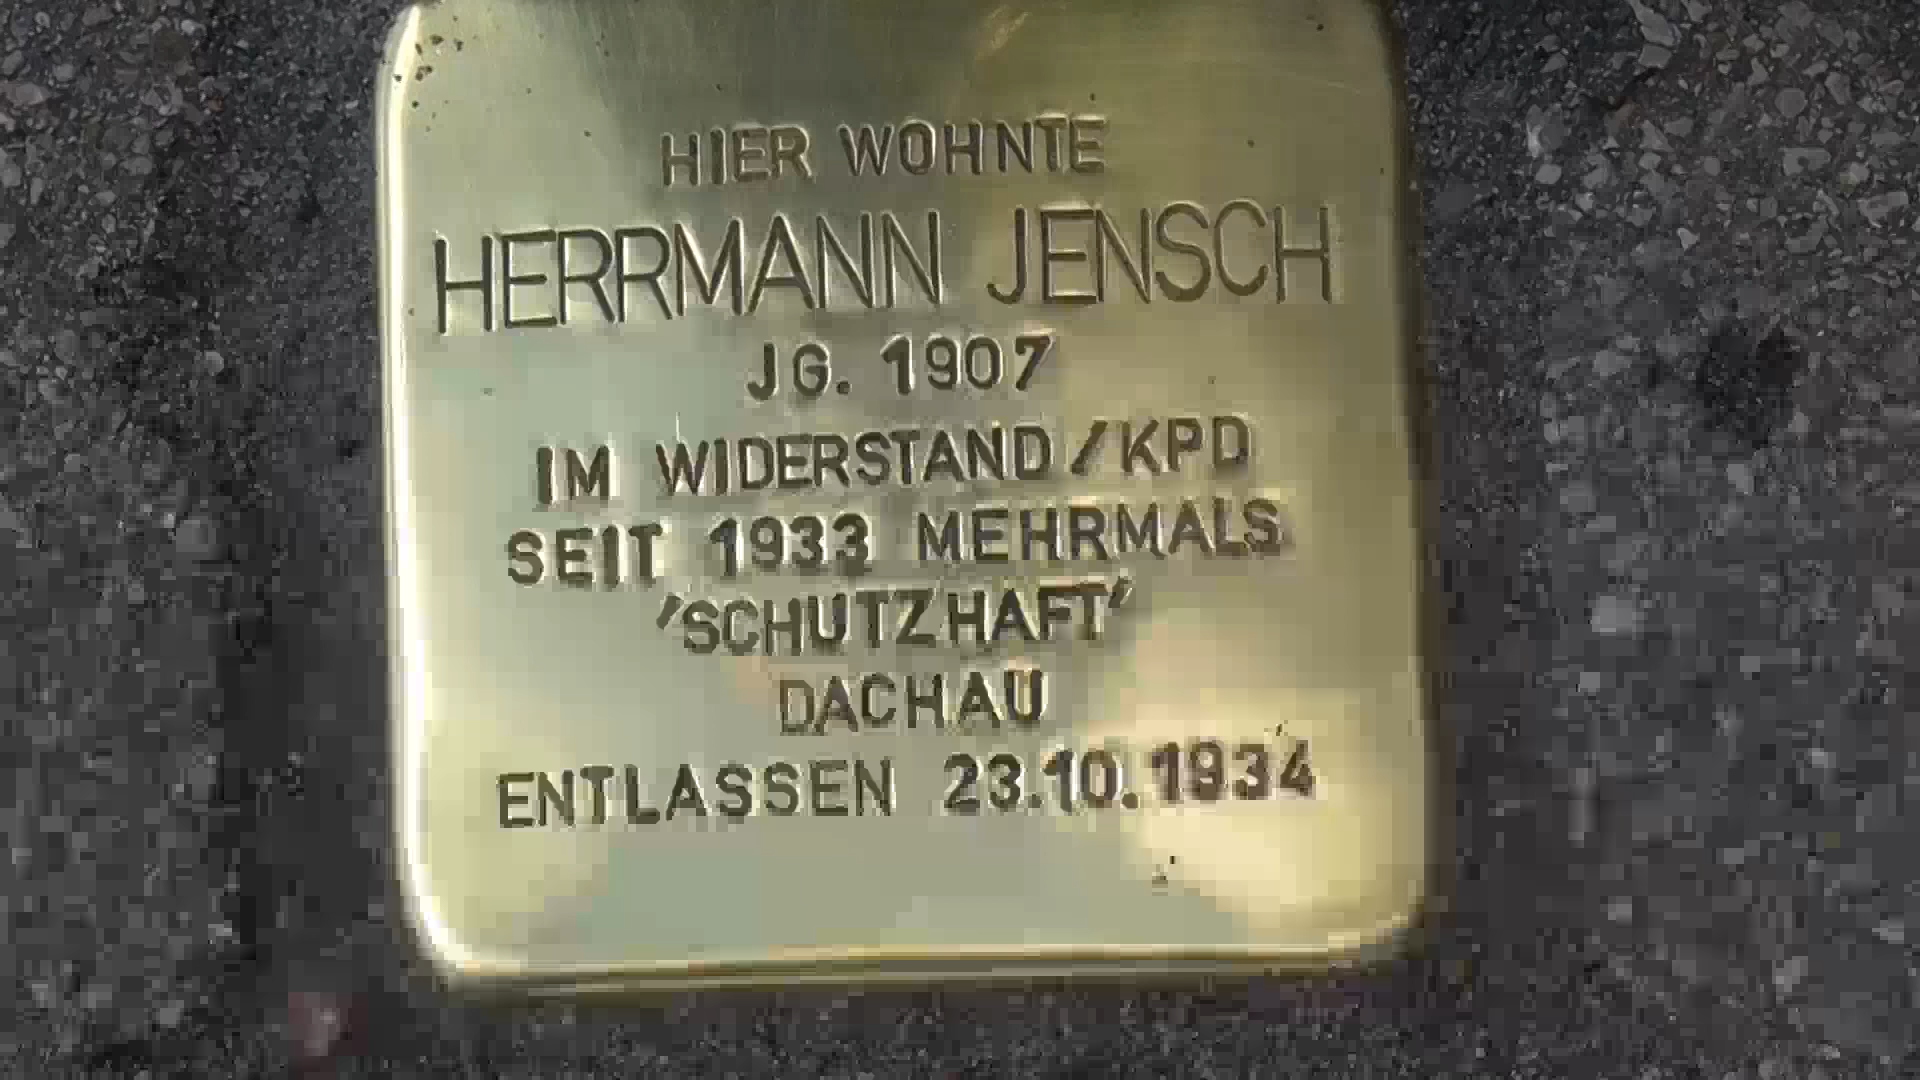 HIER WOHNTE
HERRMANN JENSCH
JG. 1907
IM WIDERSTAND/KPD
SEIT 1933 MEHRMALS
'SCHUTZHAFT'
DACHAU
ENTLASSEN 23.10.1934